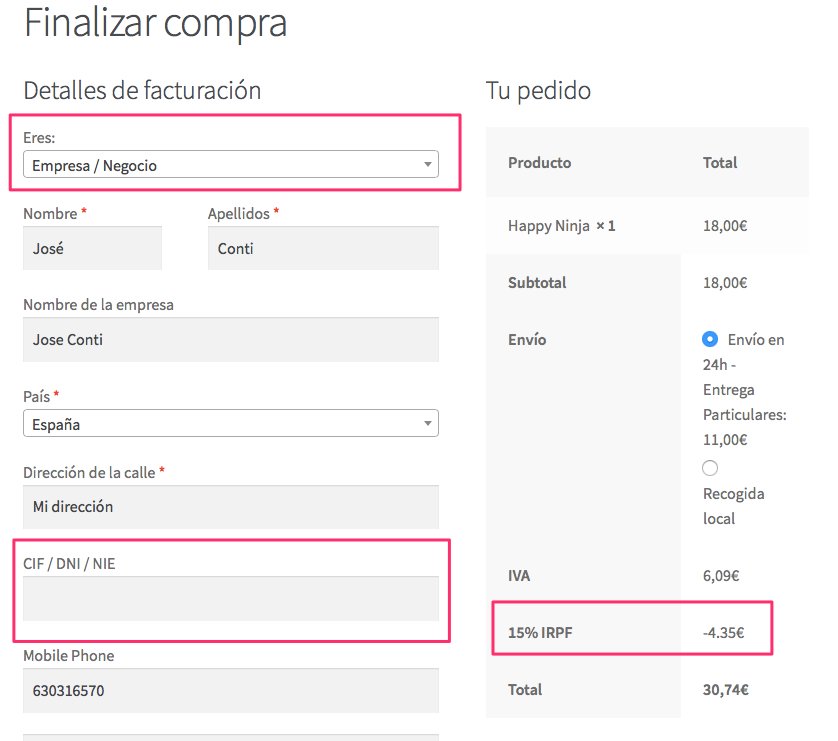 Finalizar compra
Detalles de facturación
Eres:
Empresa / Negocio
Nombre *
Apellidos *
José
Conti
Nombre de la empresa
Jose Conti
País *
España
Dirección de la calle *
Mi dirección
CIF / DNI / NIE
Mobile Phone
630316570
Tu pedido
Producto
Total
Happy Ninja × 1
18,00€
Subtotal
18,00€
Envío
Envío en
24h -
Entrega
Particulares:
11,00€
Recogida
local
IVA
6,09€
15% IRPF
-4.35€
Total
30,74€